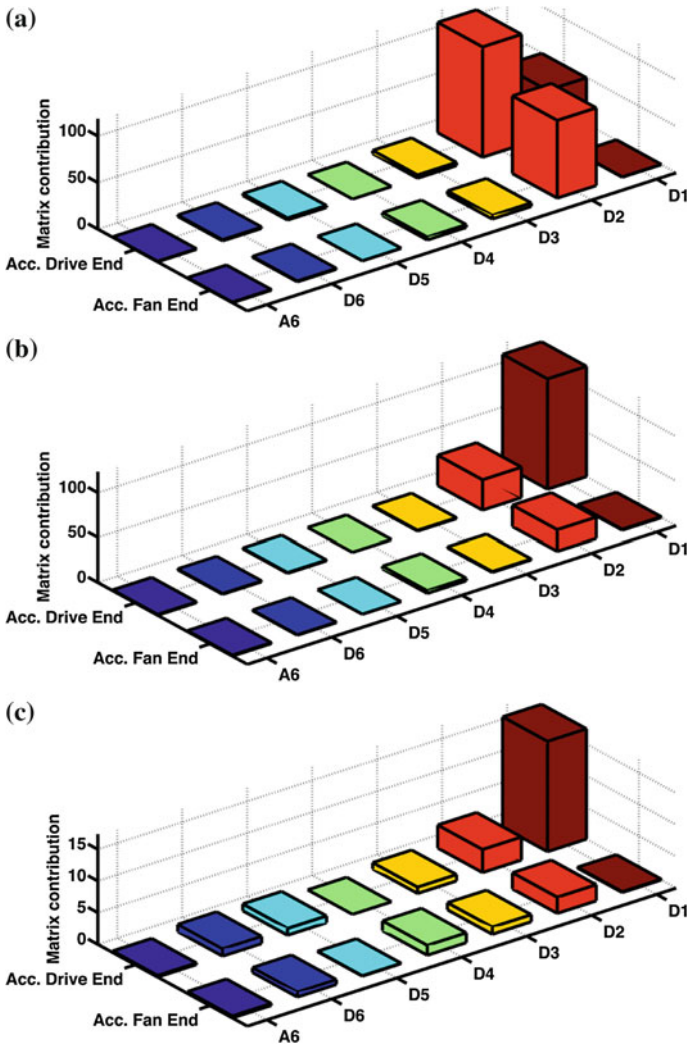 (a)
Matrix contribution
100
50
0
Acc. Drive End
Acc. Fan End
A6
D6
D5
D4
D3
D2
D1
(b)
Matrix contribution
100
50
0
Acc. Drive End
Acc. Fan End
A6
D6
D5
D4
D3
D2
D1
(c)
Matrix contribution
15
10
5
0
Acc. Drive End
Acc. Fan End
A6
D6
D5
D4
D3
D2
D1